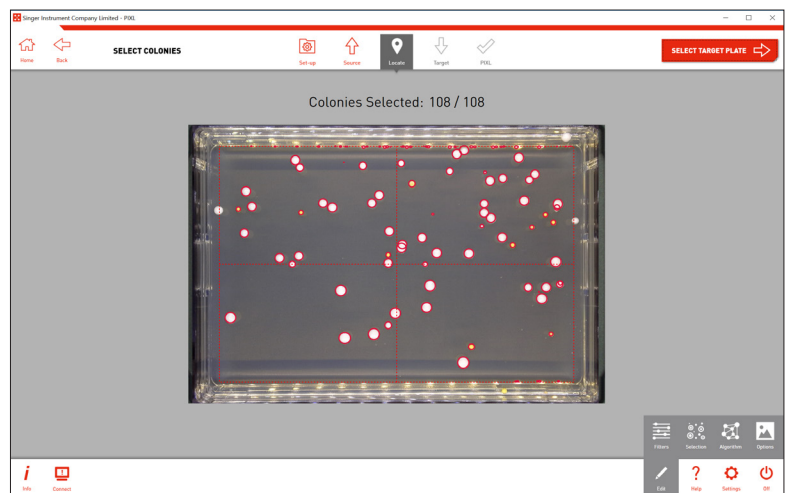 Singer Instrument Company Limited - PIXL
Home
Back
SELECT COLONIES
Set-up
Source
Locate
Target
PIXL
SELECT TARGET PLATE
Colonies Selected: 108 / 108
Filters
Selection
Algorithm
Options
Info
Connect
Edit
Help
Settings
Off